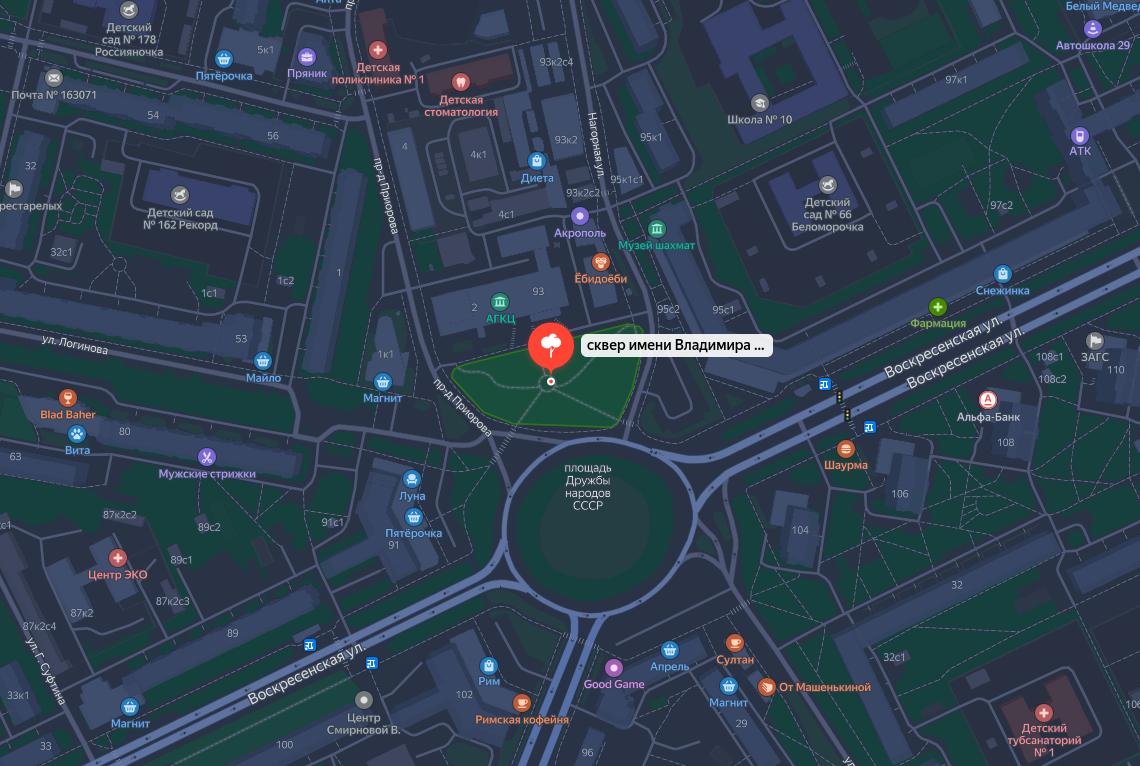 Белый Медве
Детский
сад № 178
Россияночка
5к1
Пятёрочка
Пряник
Детская
поликлиника № 1
93к2с4
Автошкола 29
Почта № 163071
Детская
стоматология
97к1
54
56
Школа № 10
4
4к1
93к2
Нагорная ул.
95к1
АТК
32
Диета
пр-д Приорова
рестарелых
Детский сад
№ 162 Рекорд
93к2с2
95к1с1
Детский
сад № 66
Беломорочка
97с2
4с1
Акрополь
Музей шахмат
32с1
1с1
1с2
1
Ёбидоёби
Снежинка
2
93
АГКЦ
95с2
95с1
Фармация
ул. Логинова
53
1к1
сквер имени Владимира ...
Воскресенская ул.
Воскресенская ул.
ЗАГС
108с1
110
Майло
Магнит
108с2
Blad Baher
пр-д Приорова
Альфа-Банк
80
108
63
Вита
Мужские стрижки
площадь
Дружбы
народов
СССР
Шаурма
Луна
106
87к2с2
89с2
91с1
Пятёрочка
91
104
Центр ЭКО
89с1
87к2с3
32
87к2
87к2с4
89
ул. Г. Суфтина
Воскресенская ул.
Рим
Апрель
Султан
32с1
Good Game
Магнит
От Машенькиной
33к1
Магнит
102
Римская кофейня
29
Центр
Смирновой В.
Детский
тубсанаторий
№ 1
33
100
96